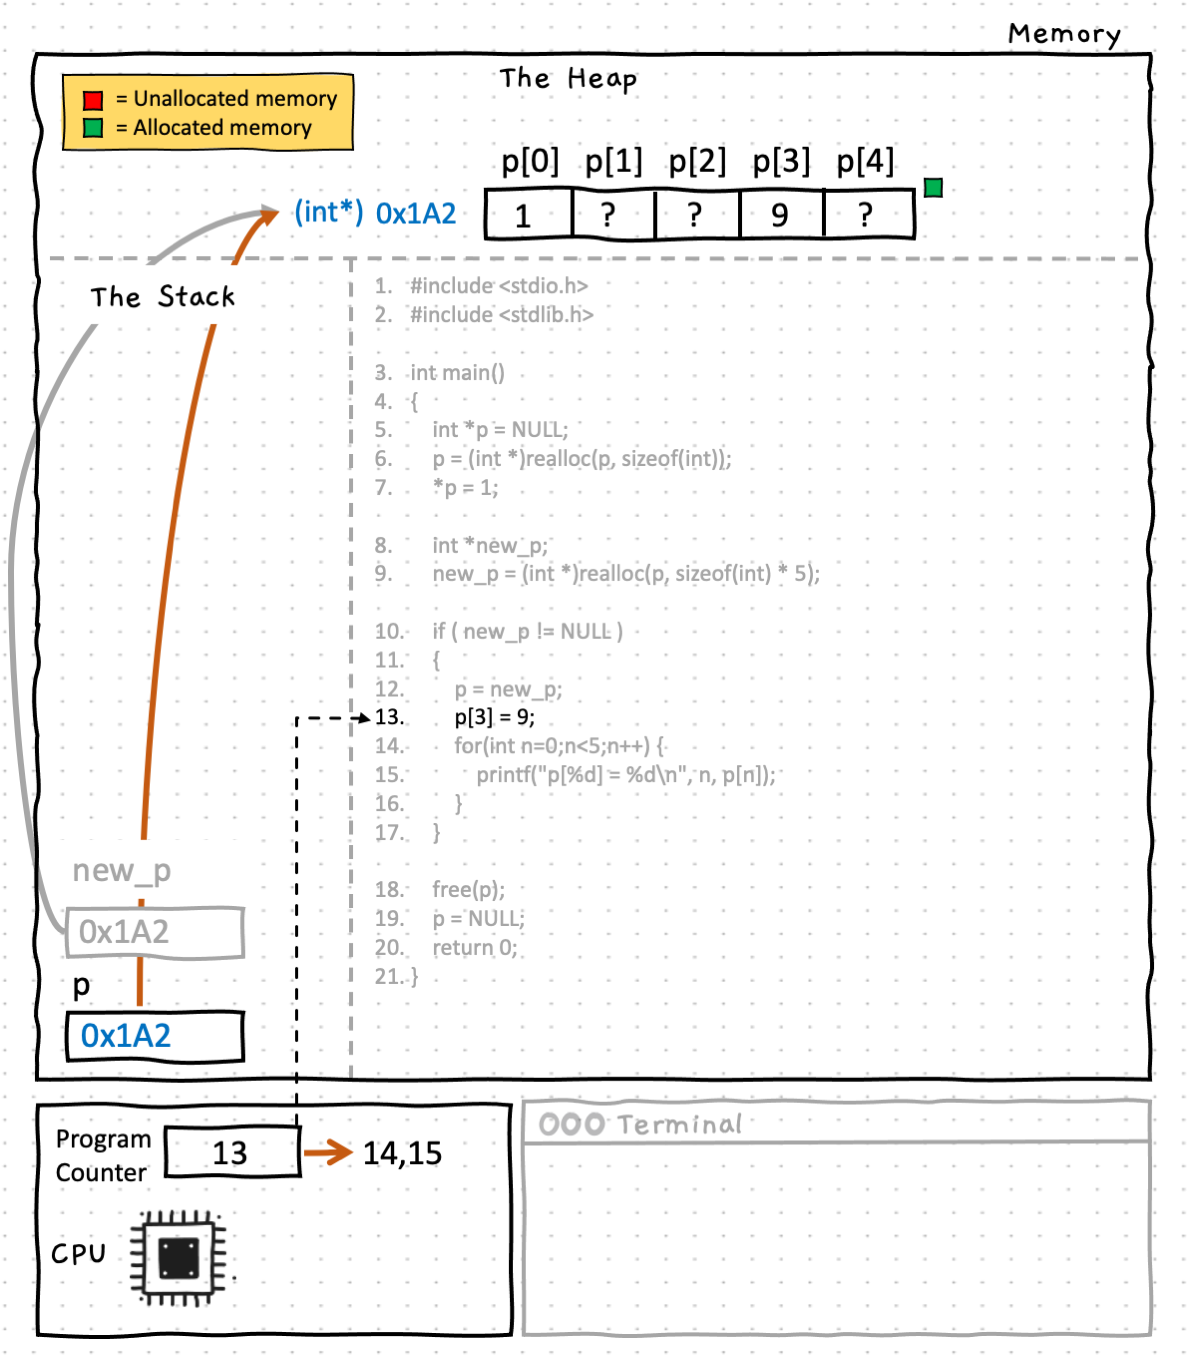 Memory
The Heap
= Unallocated memory
= Allocated memory
p[0] p[1] p[2] p[3] p[4]
(int*) 0x1A2 1 ? ? 9 ?
The Stack
1. #include <stdio.h>
2. #include <stdlib.h>
3. int main()
4. {
5. int *p = NULL;
6. p = (int *)realloc(p, sizeof(int));
7. *p = 1;
8. int *new_p;
9. new_p = (int *)realloc(p, sizeof(int) * 5);
10. if ( new_p != NULL )
11. {
12. p = new_p;
13. p[3] = 9;
14. for(int n=0;n<5;n++) {
15. printf("p[%d] = %d\n", n, p[n]);
16. }
17. }
18. free(p);
19. p = NULL;
20. return 0;
21. }
new_p
0x1A2
p
0x1A2
Program
Counter
13
14,15
CPU
Terminal